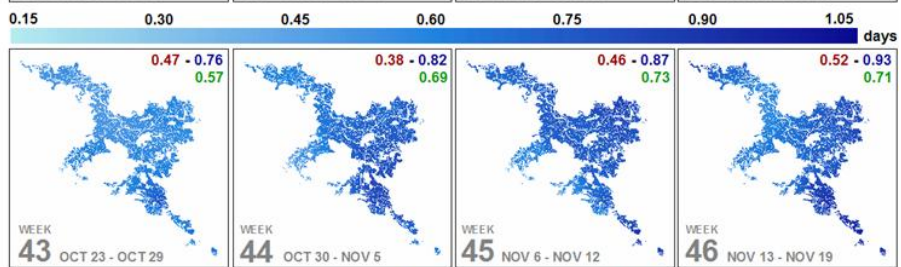 0.15 0.30 0.45 0.60 0.75 0.90 1.05
days
0.47 - 0.76
0.57
WEEK
43 OCT 23 - OCT 29
0.38 - 0.82
0.69
WEEK
44 OCT 30 - NOV 5
0.46 - 0.87
0.73
WEEK
45 NOV 6 - NOV 12
0.52 - 0.93
0.71
WEEK
46 NOV 13 - NOV 19